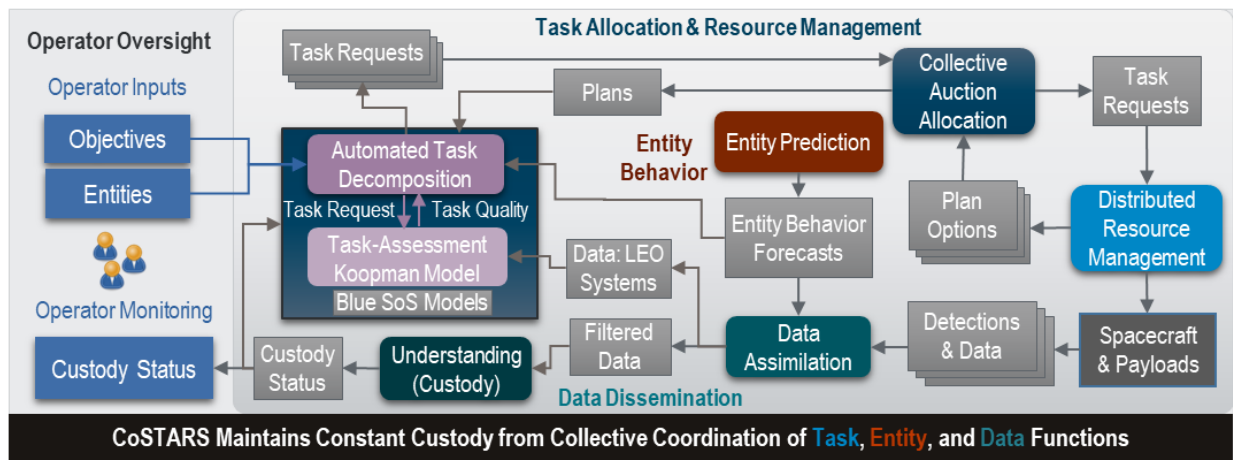 Operator Oversight
Operator Inputs
Objectives
Entities
Operator Monitoring
Custody Status
Task Allocation & Resource Management
Task Requests
Plans
Collective
Auction
Allocation
Task
Requests
Automated Task
Decomposition
Task Request
Task Quality
Task-Assessment
Koopman Model
Blue SoS Models
Entity
Behavior
Entity Prediction
Entity Behavior
Forecasts
Plan
Options
Distributed
Resource
Management
Data: LEO
Systems
Filtered
Data
Data
Assimilation
Detections
& Data
Spacecraft
& Payloads
Custody
Status
Understanding
(Custody)
Data Dissemination
CoSTARS Maintains Constant Custody from Collective Coordination of Task, Entity, and Data Functions